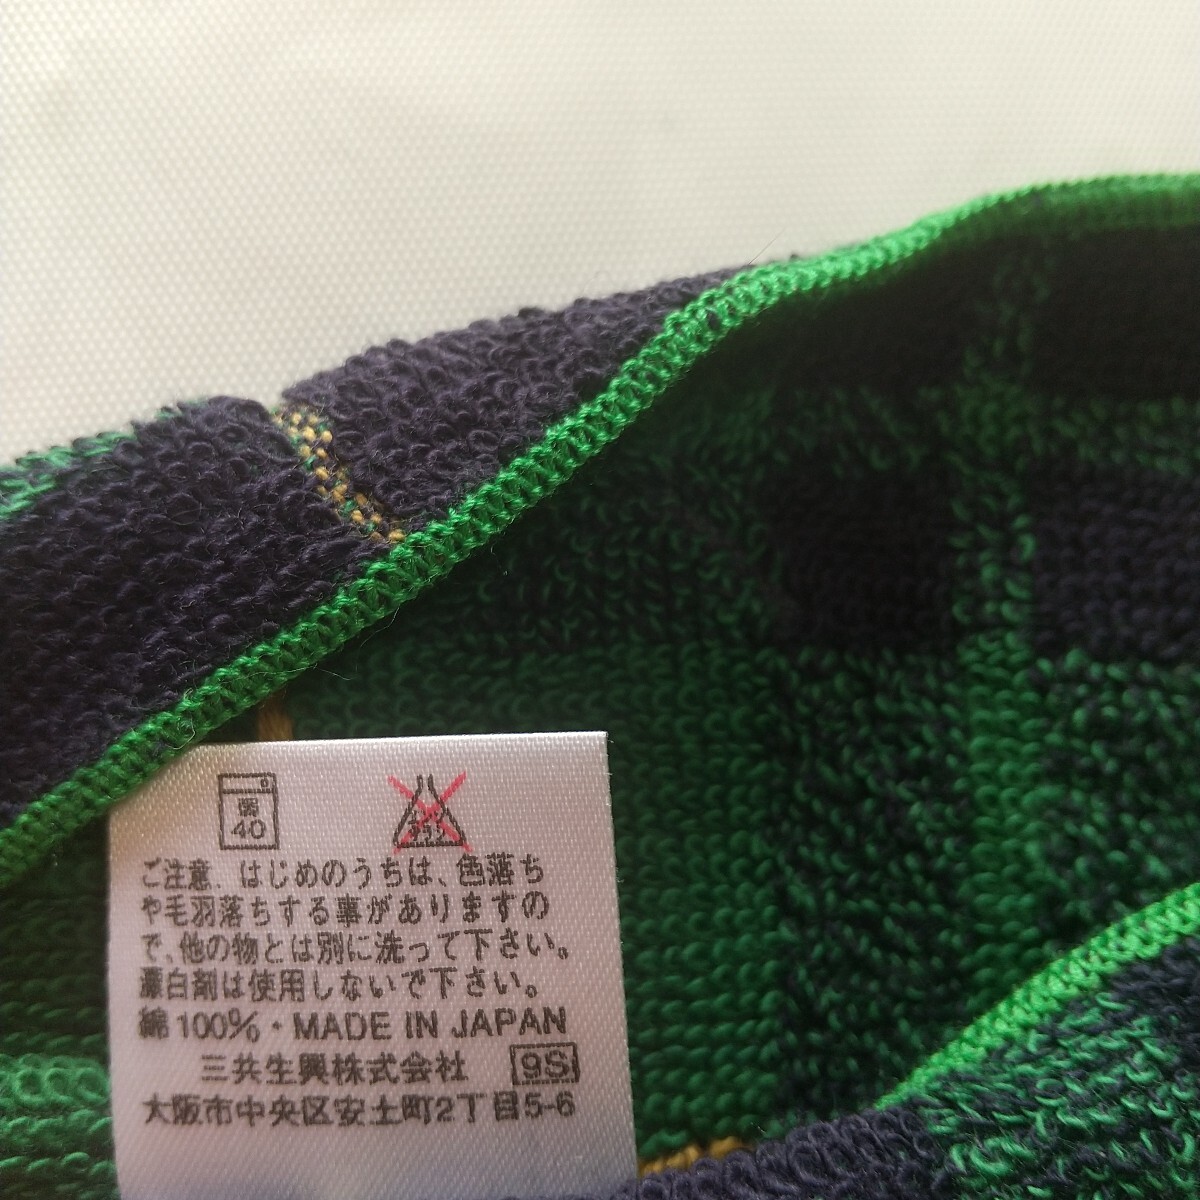 弱
40
ご注意.はじめのうちは、色落ち
や毛羽落ちする事がありますの
で、他の物とは別に洗って下さい。
漂白剤は使用しないで下さい。
綿 100%・MADE IN JAPAN
三共生興株式会社 9S
大阪市中央区安土町2丁目5-6